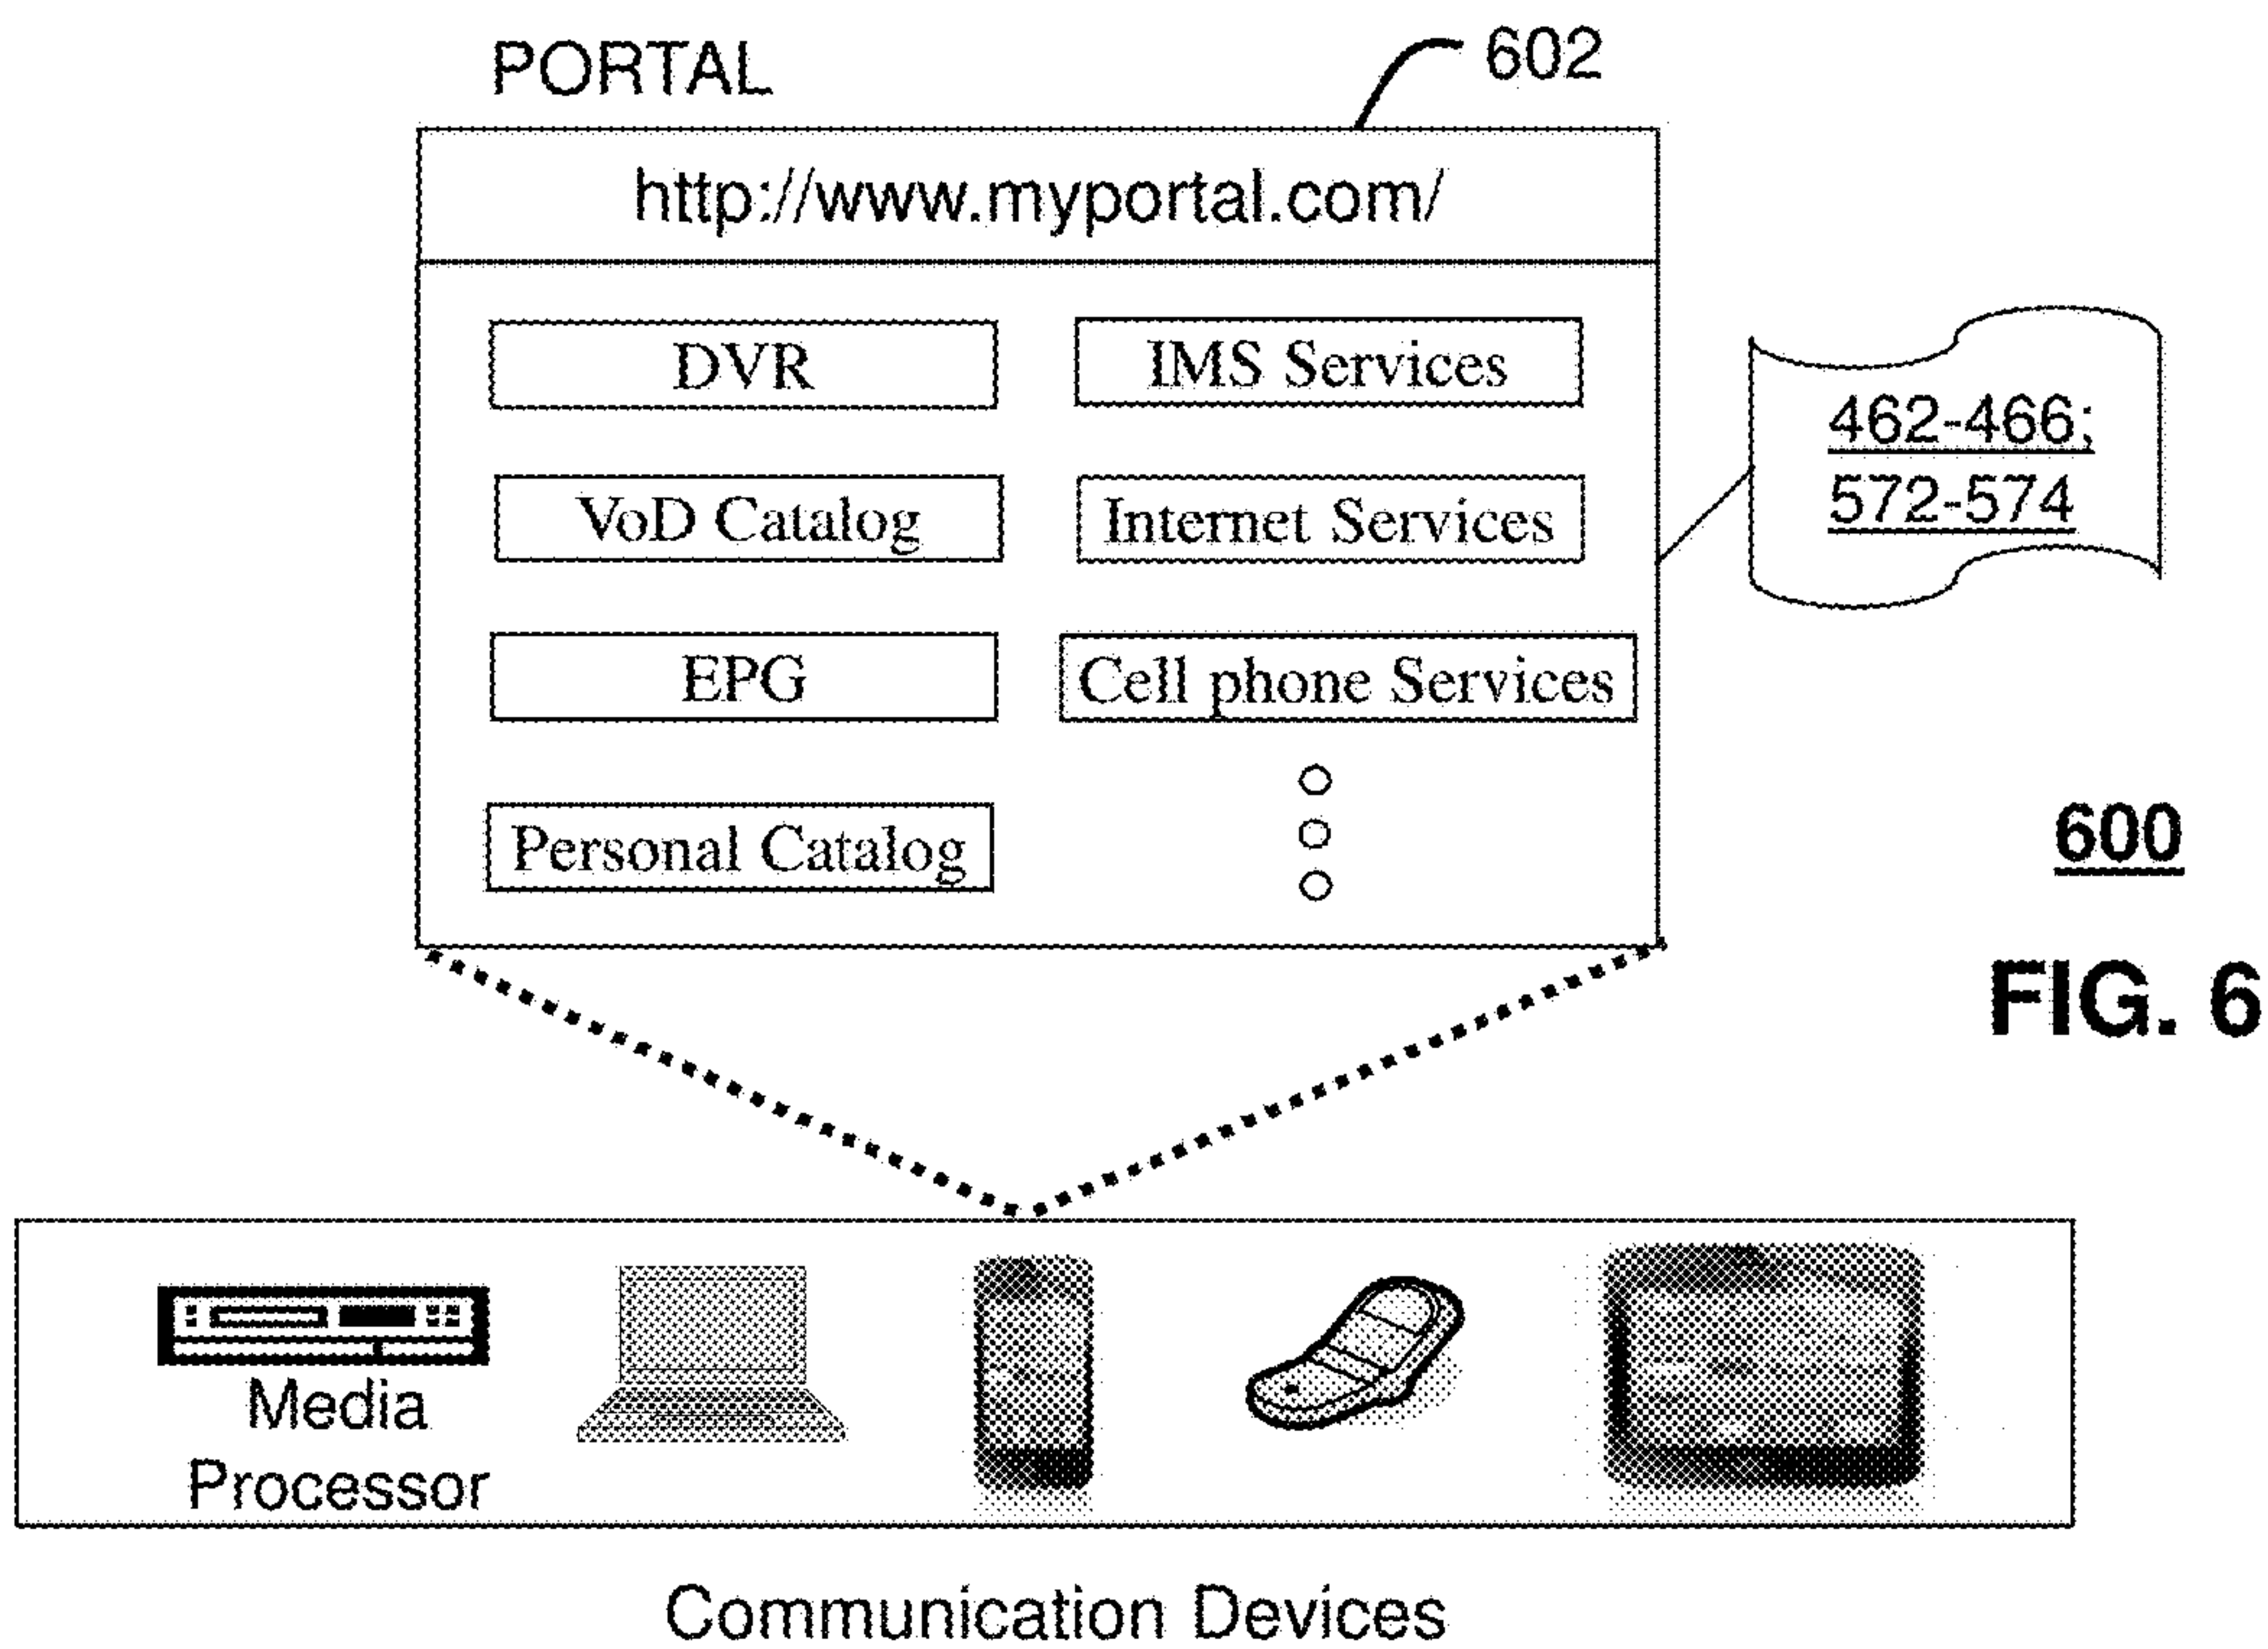 PORTAL
602
http://www.myportal.com/
DVR
IMS Services
VoD Catalog
Internet Services
EPG
Cell phone Services
Personal Catalog
462-466;
572-574
600
FIG. 6
Media
Processor
Communication Devices